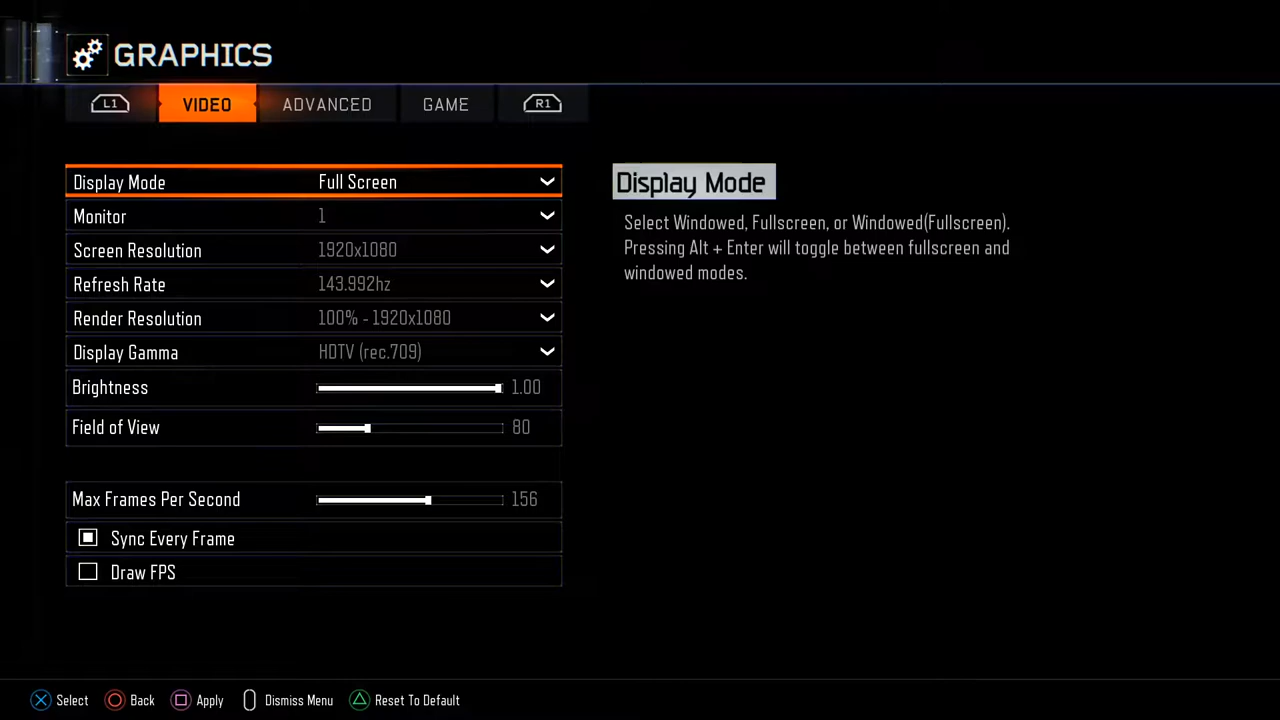 GRAPHICS
L1 VIDEO ADVANCED GAME R1
Display Mode Full Screen
Monitor 1
Screen Resolution 1920x1080
Refresh Rate 143.992hz
Render Resolution 100% - 1920x1080
Display Gamma HDTV (rec.709)
Brightness 1.00
Field of View 80
Max Frames Per Second 156
Sync Every Frame
Draw FPS
Display Mode
Select Windowed, Fullscreen, or Windowed(Fullscreen).
Pressing Alt + Enter will toggle between fullscreen and
windowed modes.
Select Back Apply Dismiss Menu Reset To Default